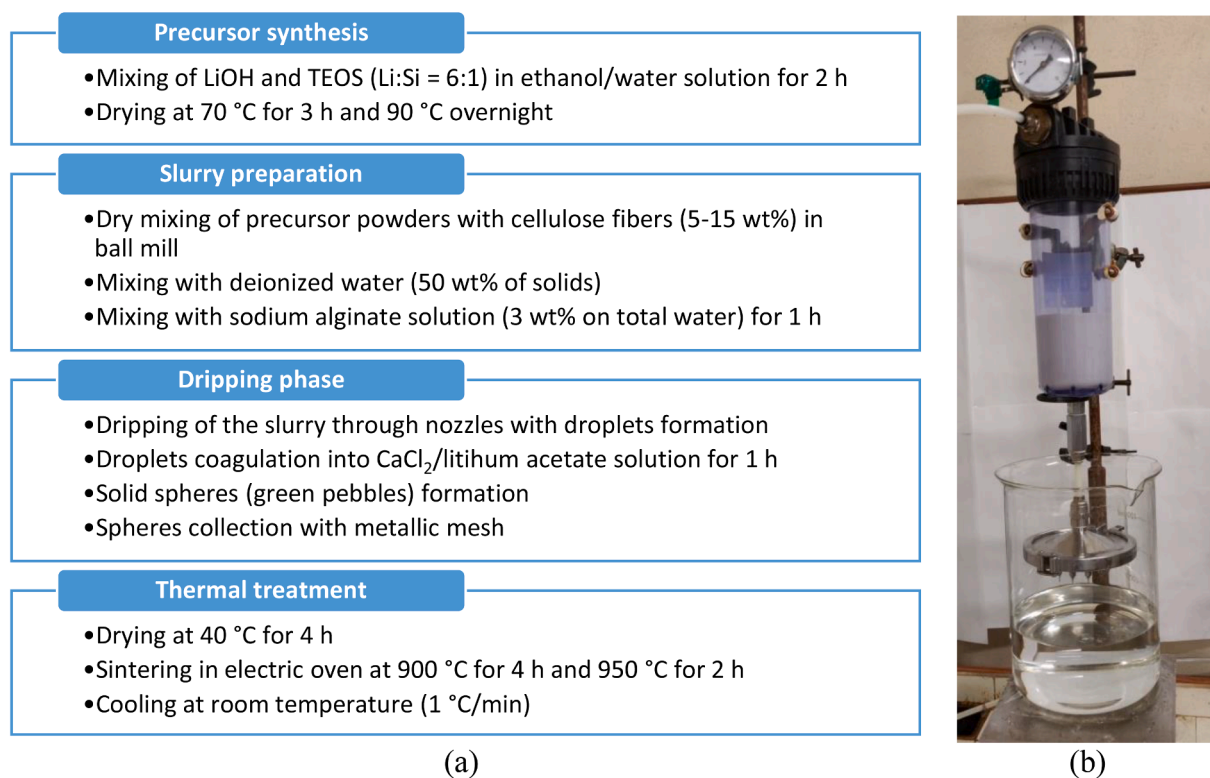 Precursor synthesis
•Mixing of LiOH and TEOS (Li:Si = 6:1) in ethanol/water solution for 2 h
•Drying at 70 °C for 3 h and 90 °C overnight
Slurry preparation
•Dry mixing of precursor powders with cellulose fibers (5-15 wt%) in
ball mill
•Mixing with deionized water (50 wt% of solids)
•Mixing with sodium alginate solution (3 wt% on total water) for 1 h
Dripping phase
•Dripping of the slurry through nozzles with droplets formation
•Droplets coagulation into CaCl₂/litihum acetate solution for 1 h
•Solid spheres (green pebbles) formation
•Spheres collection with metallic mesh
Thermal treatment
•Drying at 40 °C for 4 h
•Sintering in electric oven at 900 °C for 4 h and 950 °C for 2 h
•Cooling at room temperature (1 °C/min)
(a)
(b)